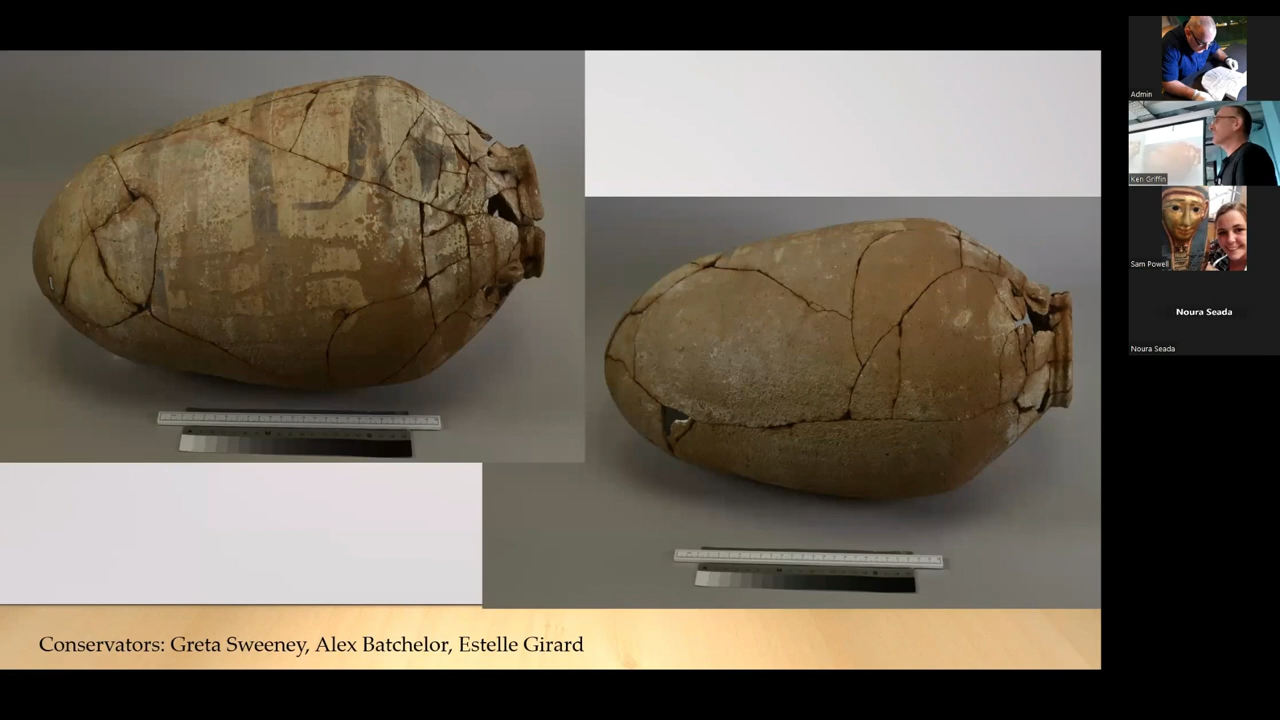 Conservators: Greta Sweeney, Alex Batchelor, Estelle Girard
Admin
Ken Griffin
Sam Powell
Noura Seada
Noura Seada